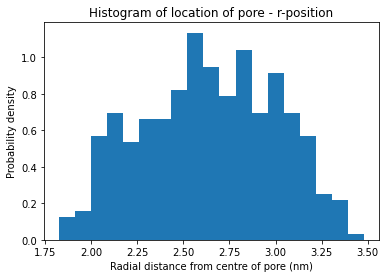 Histogram of location of pore - r-position
Probability density
1.0
0.8
0.6
0.4
0.2
0.0
1.75 2.00 2.25 2.50 2.75 3.00 3.25 3.50
Radial distance from centre of pore (nm)